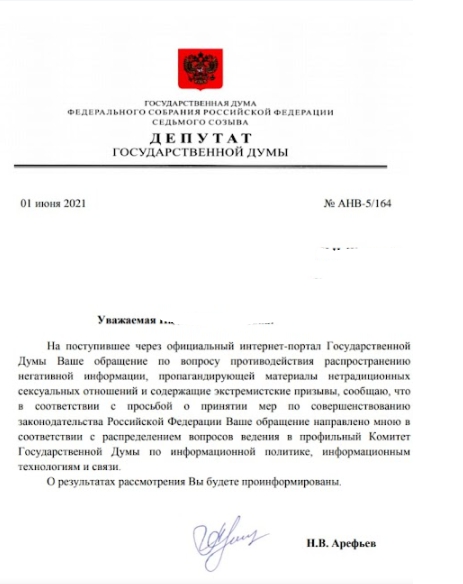 ГОСУДАРСТВЕННАЯ ДУМА
ФЕДЕРАЛЬНОГО СОБРАНИЯ РОССИЙСКОЙ ФЕДЕРАЦИИ
СЕДЬМОГО СОЗЫВА
ДЕПУТАТ
ГОСУДАРСТВЕННОЙ ДУМЫ
01 июня 2021 № АНВ-5/164
Уважаемая
На поступившее через официальный интернет-портал Государственной
Думы Ваше обращение по вопросу противодействия распространению
негативной информации, пропагандирующей материалы нетрадиционных
сексуальных отношений и содержащие экстремистские призывы, сообщаю, что
в соответствии с просьбой о принятии мер по совершенствованию
законодательства Российской Федерации Ваше обращение направлено мною в
соответствии с распределением вопросов ведения в профильный Комитет
Государственной Думы по информационной политике, информационным
технологиям и связи.
О результатах рассмотрения Вы будете проинформированы.
Н.В. Арефьев